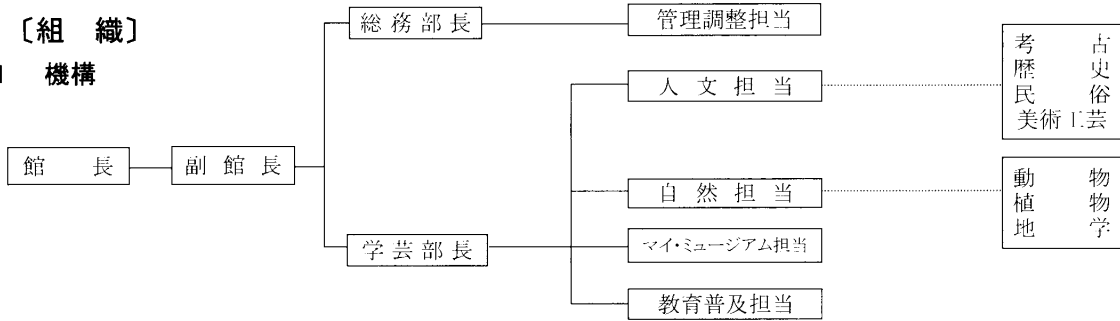 〔組　織〕
1　機構
館　　長
副館長
総務部長
学芸部長
管理調整担当
人文担当
自然担当
マイ・ミュージアム担当
教育普及担当
考　　古
歴　　史
民　　俗
美術工芸
動　　物
植　　物
地　　学